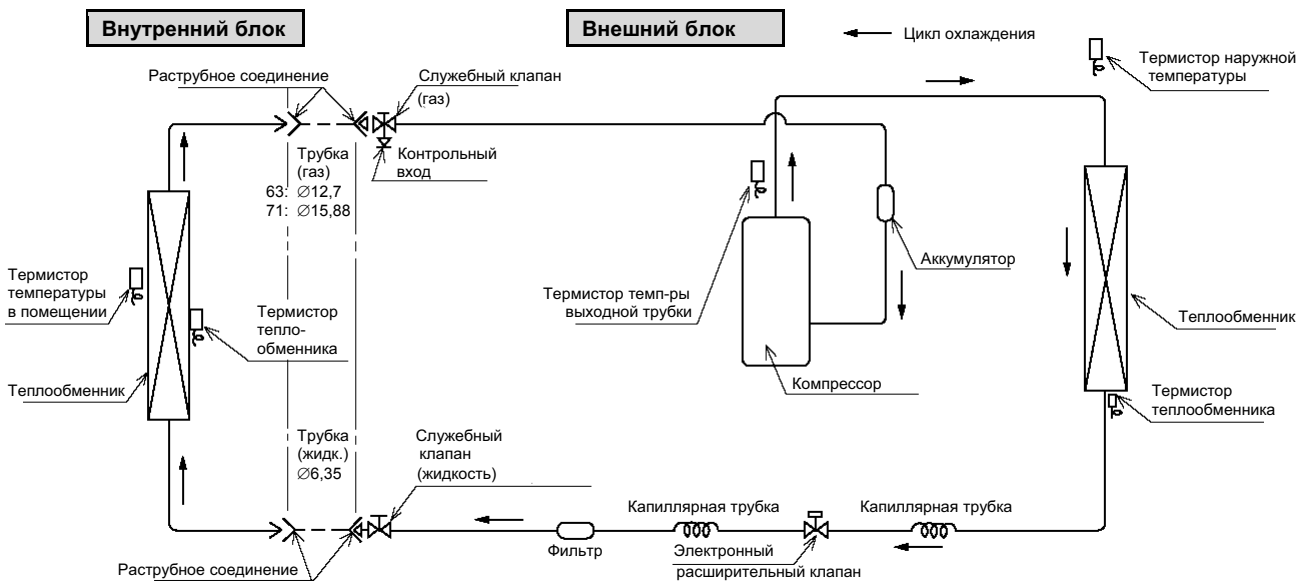 Внутренний блок
Внешний блок
Цикл охлаждения
Термистор наружной
температуры
Раструбное соединение
Служебный клапан
(газ)
Трубка
(газ)
63: ∅12,7
71: ∅15,88
Контрольный
вход
Аккумулятор
Термистор
температуры
в помещении
Термистор
тепло-
обменника
Термистор темп-ры
выходной трубки
Теплообменник
Теплообменник
Компрессор
Термистор
теплообменника
Трубка
(жидк.)
∅6,35
Служебный
клапан
(жидкость)
Капиллярная трубка
Капиллярная трубка
Фильтр
Электронный
расширительный клапан
Раструбное соединение